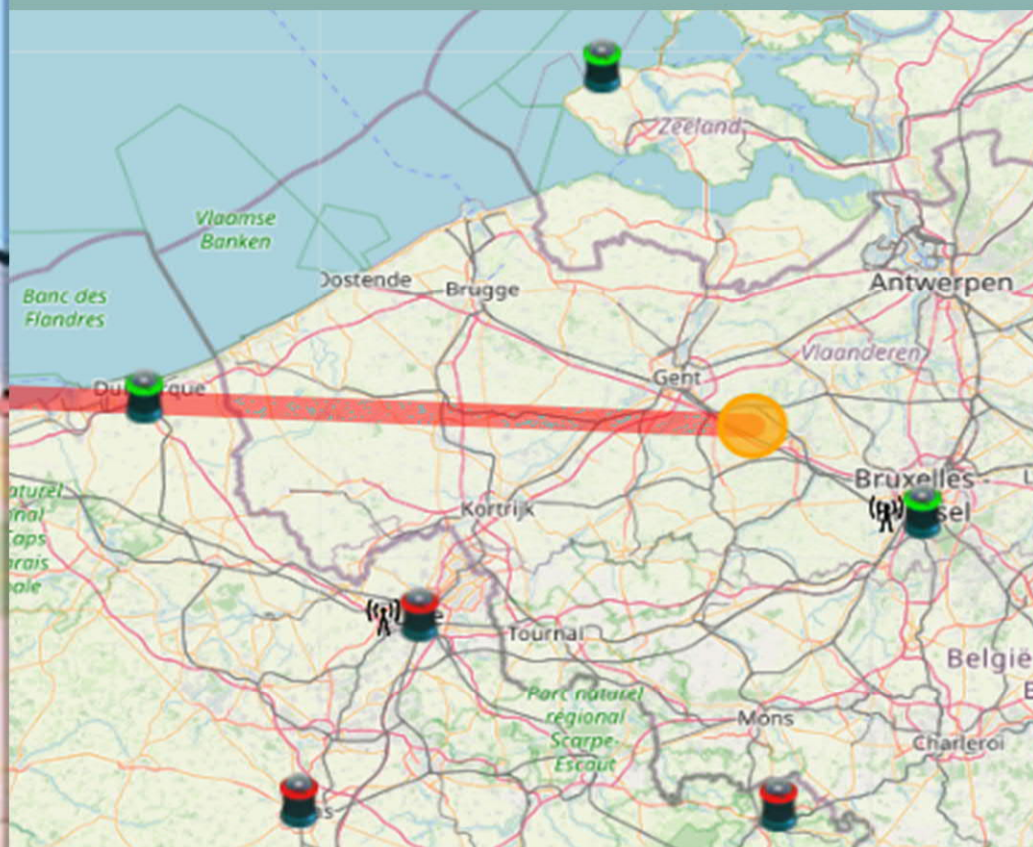 Zeeland
Vlaamse
Banken
Oostende
Brugge
Antwerpen
Banc des
Flandres
Vlaanderen
Gent
Bruxelles -
Kortrijk
Tournai
België
Parc naturel
régional
Scarpe-
Escaut
Mons
Charleroi